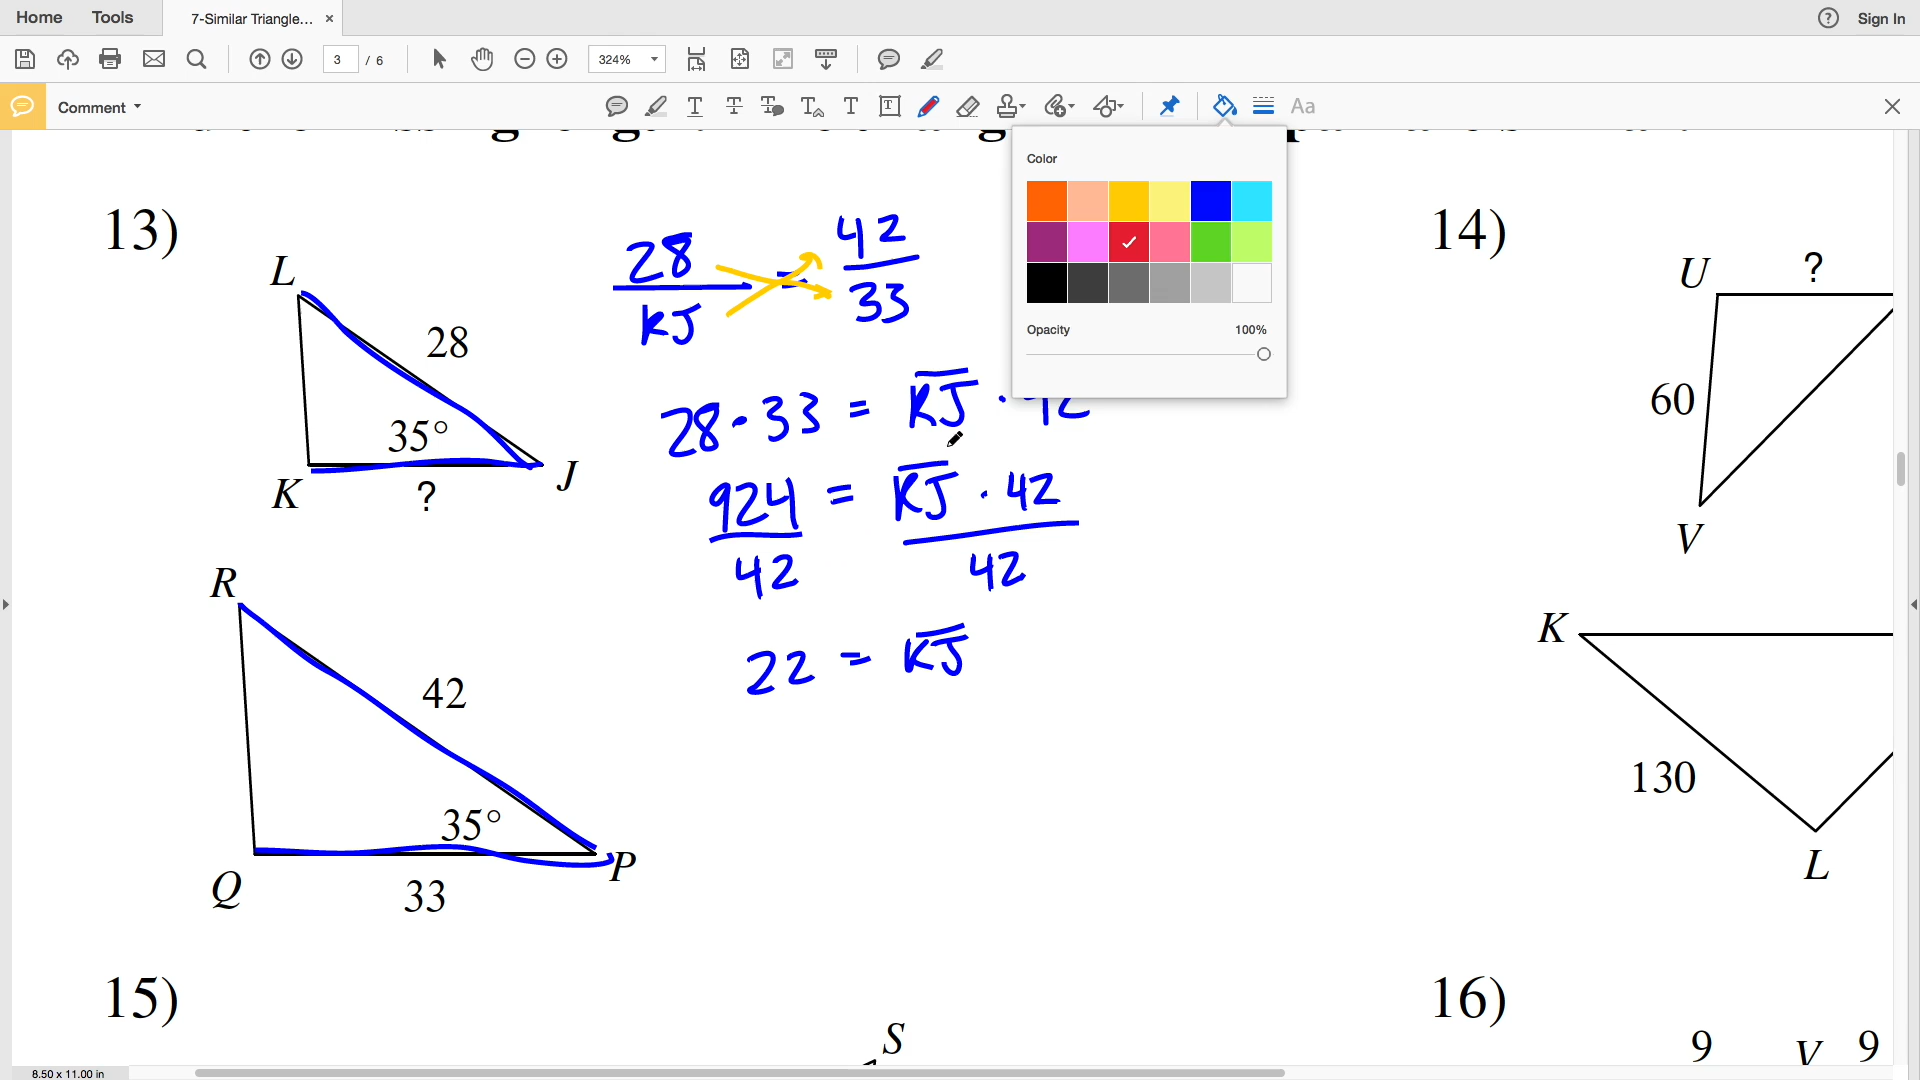 Home Tools 7-Similar Triangle... × ? Sign In
3 / 6 324%
Comment Aa
Color
Opacity 100%
13)
L
28
35°
K ? J
R
42
35°
Q 33 P
28/KJ = 42/33
28 · 33 = KJ · 42
924 = KJ · 42
42 42
22 = KJ
14)
U ?
60
V
K
130
L
15)
S
16)
9 V 9
8.50 x 11.00 in